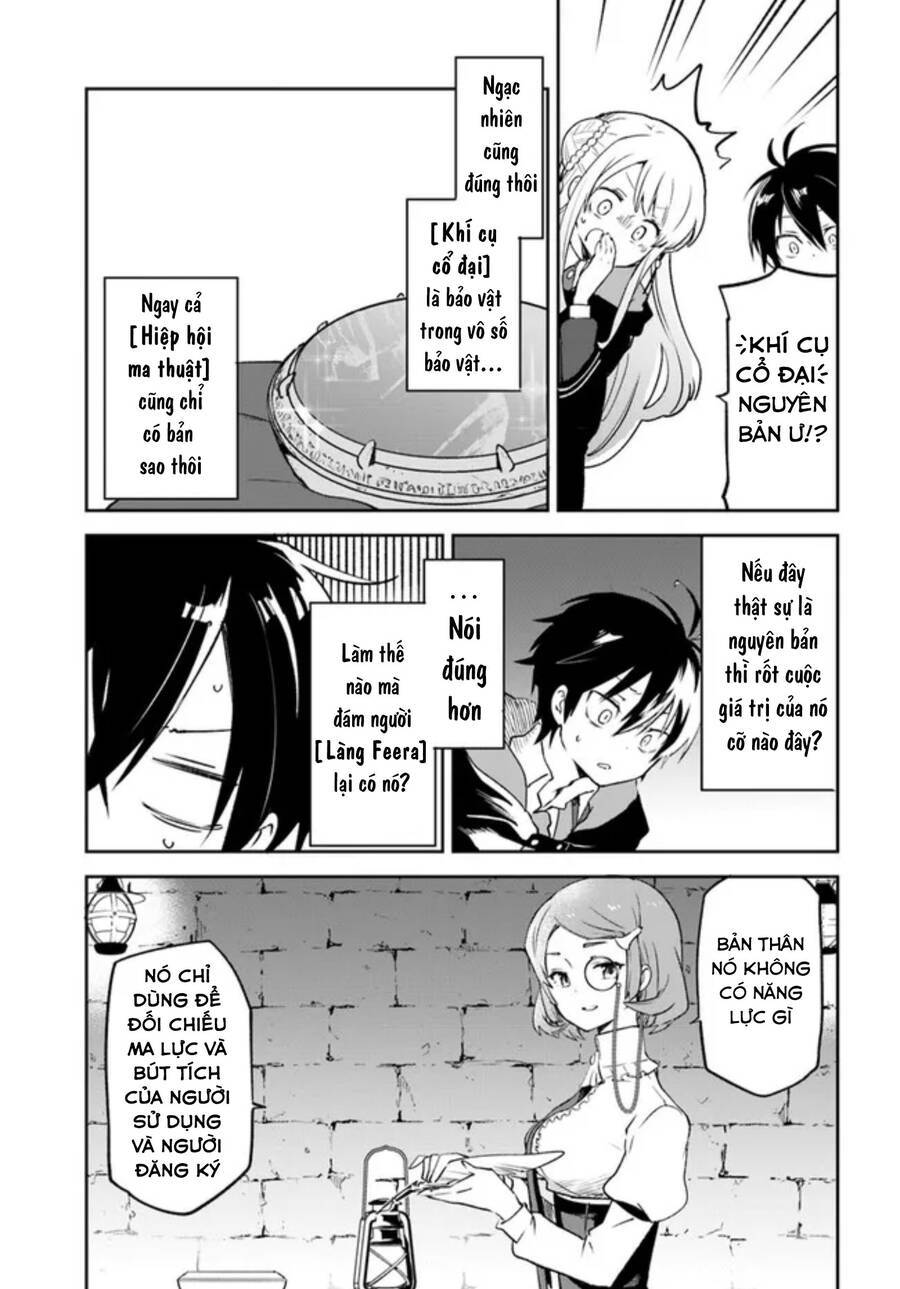 KHÍ CỤ
CỔ ĐẠI
NGUYÊN
BẢN Ư!?
Ngạc
nhiên
cũng
đúng thôi
[Khí cụ
cổ đại]
là bảo vật
trong vô số
bảo vật...
Ngay cả
[Hiệp hội
ma thuật]
cũng chỉ
có bản
sao thôi
Nếu đây
thật sự là
nguyên bản
thì rốt cuộc
giá trị của nó
cỡ nào đây?
...
Nói
đúng
hơn
Làm thế
nào mà
đám người
[Làng Feera]
lại có nó?
BẢN THÂN
NÓ KHÔNG
CÓ NĂNG
LỰC GÌ
NÓ CHỈ
DÙNG ĐỂ
ĐỐI CHIẾU
MA LỰC VÀ
BÚT TÍCH
CỦA NGƯỜI
SỬ DỤNG
VÀ NGƯỜI
ĐĂNG KÝ